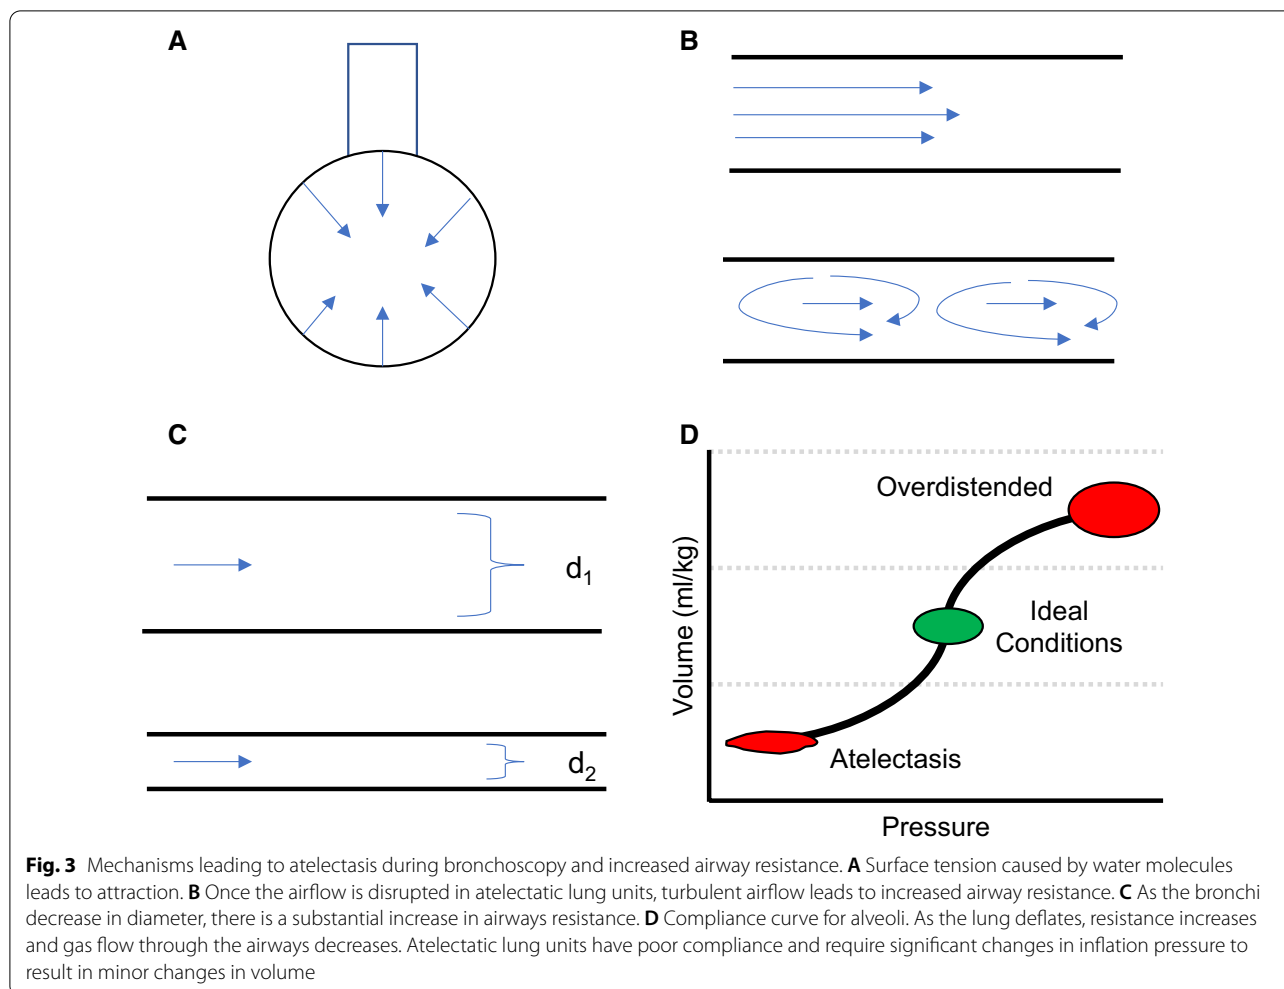 A
B
C
d1
d2
D
Overdistended
Ideal
Conditions
Atelectasis
Volume (ml/kg)
Pressure
Fig. 3 Mechanisms leading to atelectasis during bronchoscopy and increased airway resistance. A Surface tension caused by water molecules
leads to attraction. B Once the airflow is disrupted in atelectatic lung units, turbulent airflow leads to increased airway resistance. C As the bronchi
decrease in diameter, there is a substantial increase in airways resistance. D Compliance curve for alveoli. As the lung deflates, resistance increases
and gas flow through the airways decreases. Atelectatic lung units have poor compliance and require significant changes in inflation pressure to
result in minor changes in volume